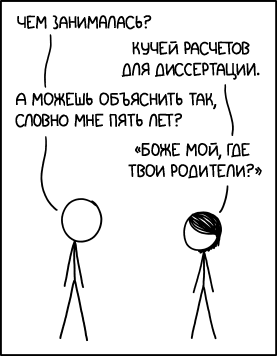 ЧЕМ ЗАНИМАЛАСЬ?
КУЧЕЙ РАСЧЕТОВ
ДЛЯ ДИССЕРТАЦИИ.
А МОЖЕШЬ ОБЪЯСНИТЬ ТАК,
СЛОВНО МНЕ ПЯТЬ ЛЕТ?
«БОЖЕ МОЙ, ГДЕ
ТВОИ РОДИТЕЛИ?»